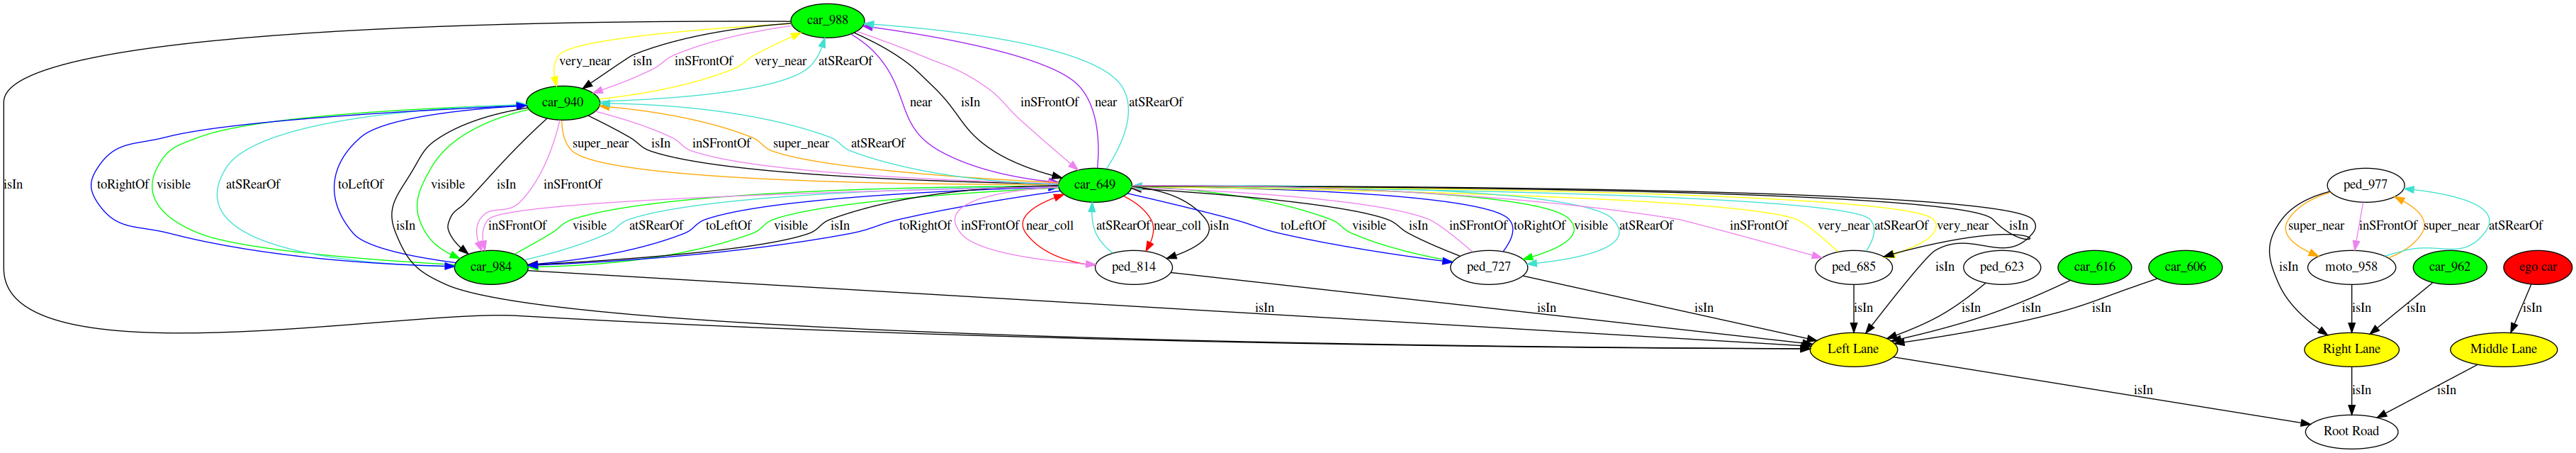 car_988
very_near isIn inSFrontOf very_near atSRearOf
car_940
near isIn inSFrontOf near atSRearOf
toRightOf visible atSRearOf toLeftOf visible isIn inSFrontOf super_near isIn inSFrontOf super_near atSRearOf
isIn
car_649
ped_977
isIn inSFrontOf visible atSRearOf toLeftOf visible isIn toRightOf inSFrontOf near_coll atSRearOf near_coll isIn toLeftOf visible isIn inSFrontOf toRightOf visible atSRearOf inSFrontOf very_near atSRearOf very_near isIn super_near inSFrontOf super_near atSRearOf
car_984 ped_814 ped_727 isIn ped_685 ped_623 car_616 car_606 isIn moto_958 car_962 ego car
isIn isIn isIn isIn isIn isIn isIn isIn isIn isIn
Left Lane Right Lane Middle Lane
isIn isIn isIn
Root Road